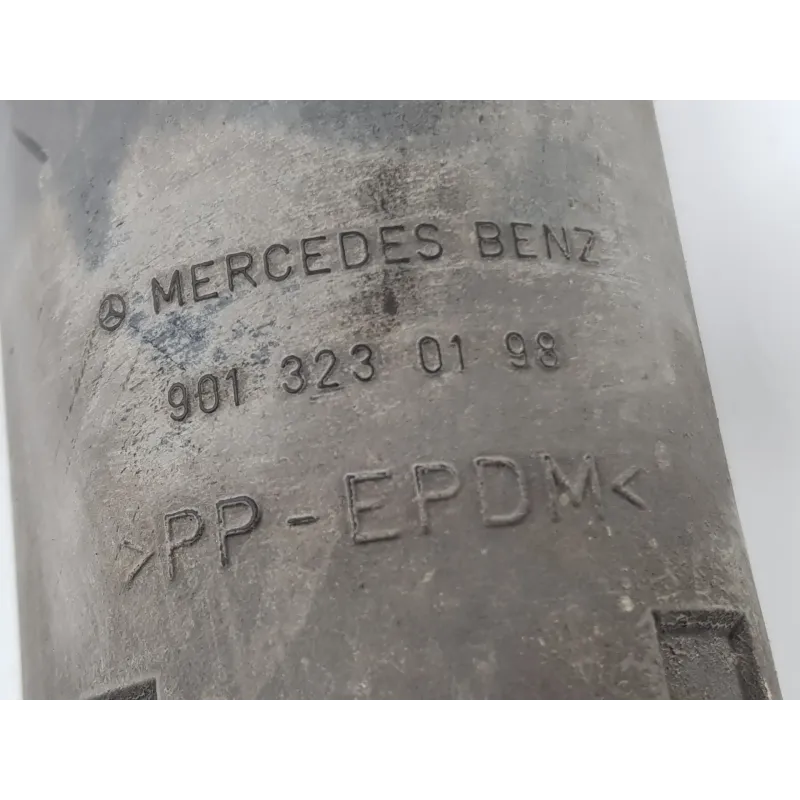 MERCEDES BENZ
901 323 01 98
>PP-EPDM<